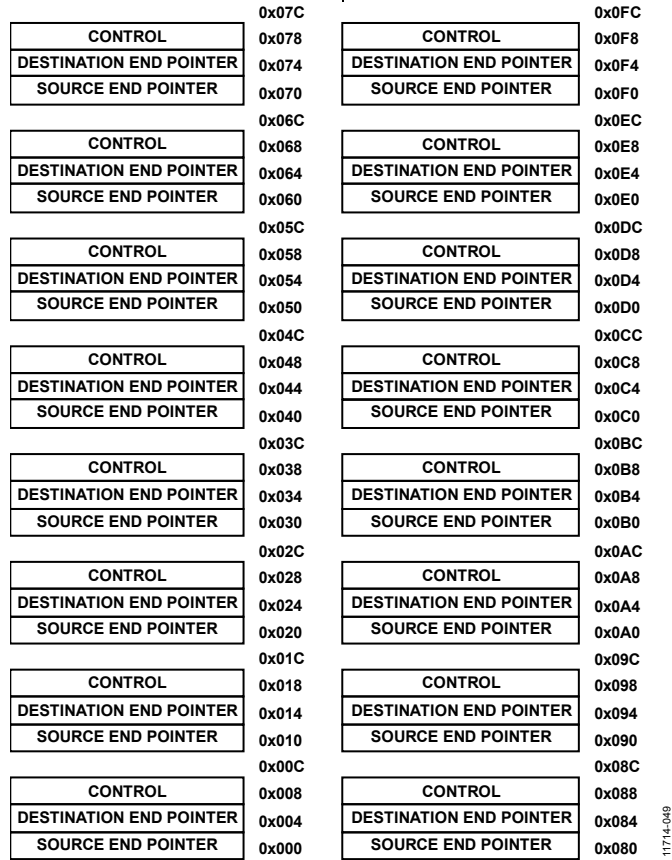 0x07C 0x0FC
CONTROL 0x078 CONTROL 0x0F8
DESTINATION END POINTER 0x074 DESTINATION END POINTER 0x0F4
SOURCE END POINTER 0x070 SOURCE END POINTER 0x0F0
0x06C 0x0EC
CONTROL 0x068 CONTROL 0x0E8
DESTINATION END POINTER 0x064 DESTINATION END POINTER 0x0E4
SOURCE END POINTER 0x060 SOURCE END POINTER 0x0E0
0x05C 0x0DC
CONTROL 0x058 CONTROL 0x0D8
DESTINATION END POINTER 0x054 DESTINATION END POINTER 0x0D4
SOURCE END POINTER 0x050 SOURCE END POINTER 0x0D0
0x04C 0x0CC
CONTROL 0x048 CONTROL 0x0C8
DESTINATION END POINTER 0x044 DESTINATION END POINTER 0x0C4
SOURCE END POINTER 0x040 SOURCE END POINTER 0x0C0
0x03C 0x0BC
CONTROL 0x038 CONTROL 0x0B8
DESTINATION END POINTER 0x034 DESTINATION END POINTER 0x0B4
SOURCE END POINTER 0x030 SOURCE END POINTER 0x0B0
0x02C 0x0AC
CONTROL 0x028 CONTROL 0x0A8
DESTINATION END POINTER 0x024 DESTINATION END POINTER 0x0A4
SOURCE END POINTER 0x020 SOURCE END POINTER 0x0A0
0x01C 0x09C
CONTROL 0x018 CONTROL 0x098
DESTINATION END POINTER 0x014 DESTINATION END POINTER 0x094
SOURCE END POINTER 0x010 SOURCE END POINTER 0x090
0x00C 0x08C
CONTROL 0x008 CONTROL 0x088
DESTINATION END POINTER 0x004 DESTINATION END POINTER 0x084
SOURCE END POINTER 0x000 SOURCE END POINTER 0x080
11714-049